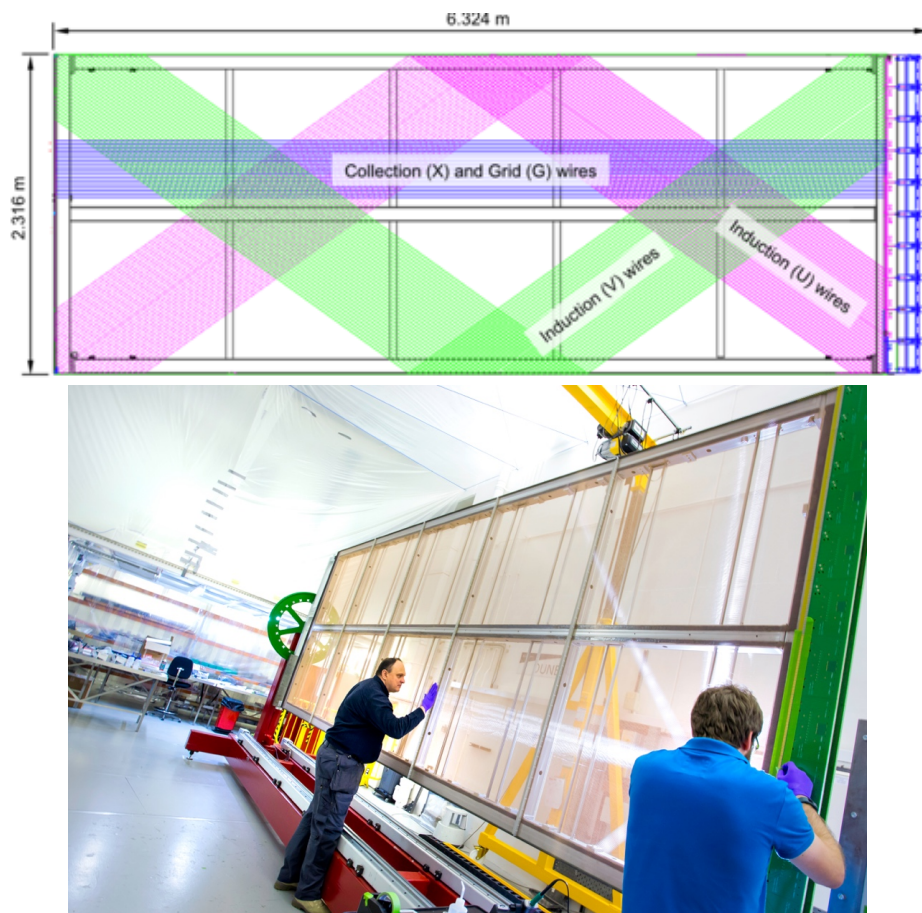 6.324 m
2.316 m
Collection (X) and Grid (G) wires
Induction (V) wires
Induction (U) wires
DUNE